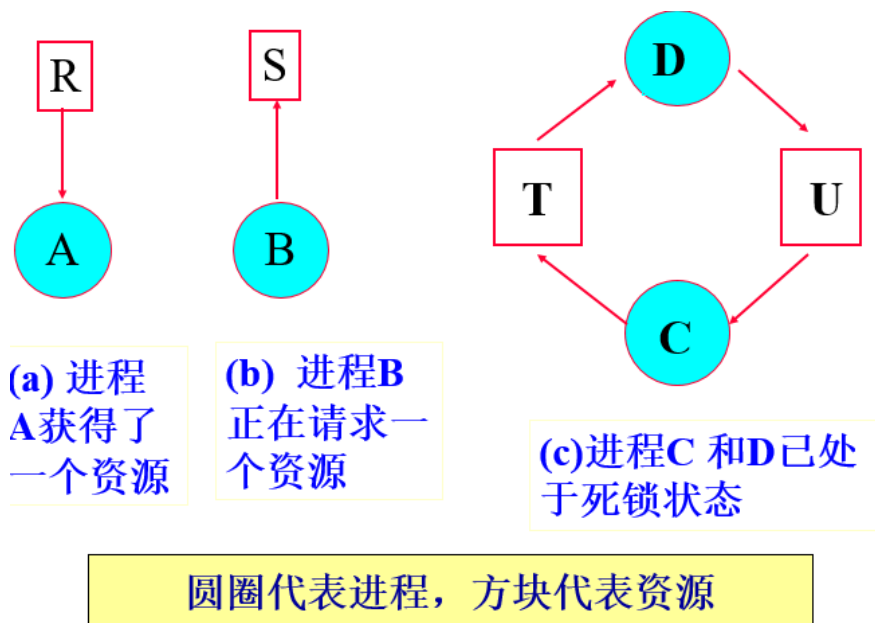 R
A
(a) 进程
A获得了
一个资源
S
B
(b) 进程B
正在请求一
个资源
D
T
U
C
(c)进程C 和D已处
于死锁状态
圆圈代表进程，方块代表资源